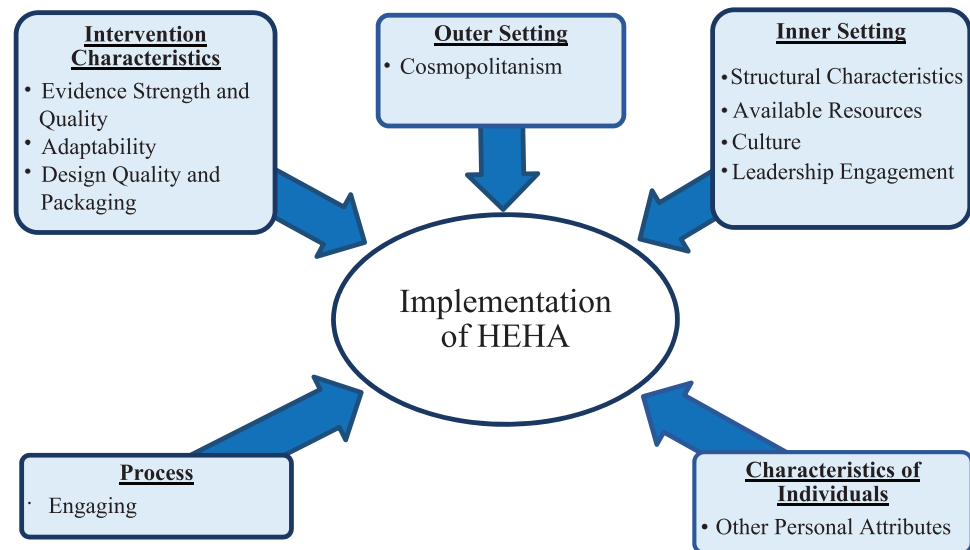 Intervention
Characteristics
• Evidence Strength and
Quality
• Adaptability
• Design Quality and
Packaging
Outer Setting
• Cosmopolitanism
Inner Setting
• Structural Characteristics
• Available Resources
• Culture
• Leadership Engagement
Implementation
of HEHA
Process
· Engaging
Characteristics of
Individuals
• Other Personal Attributes